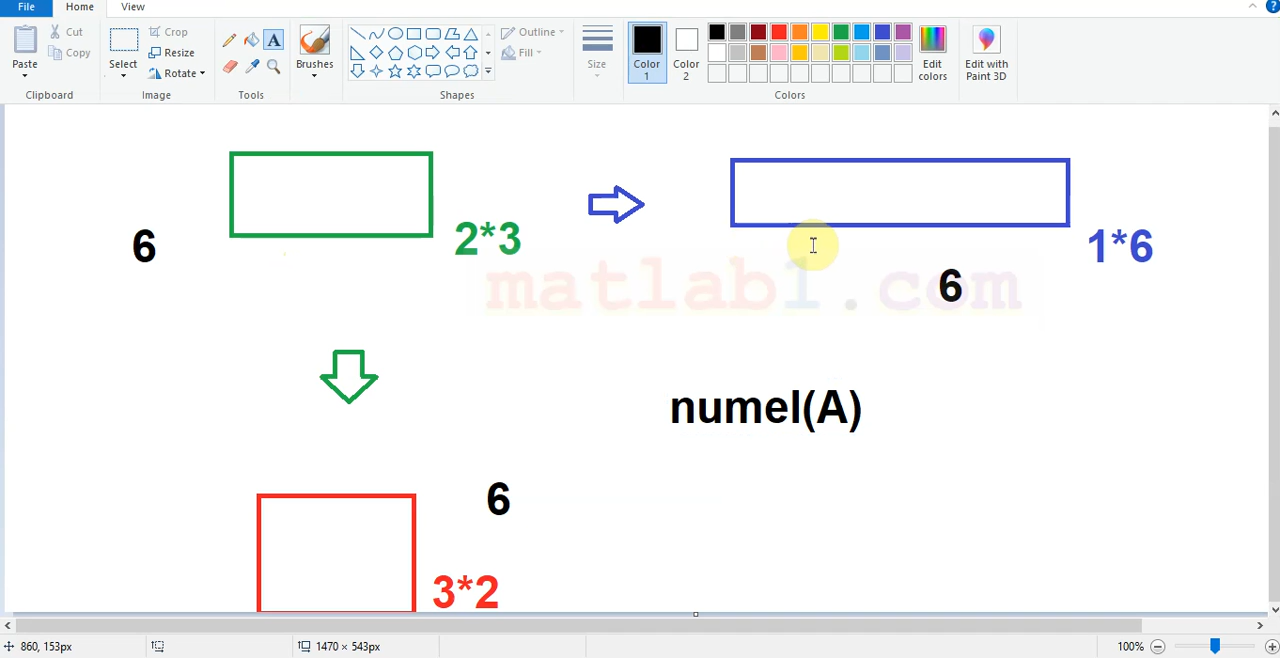 File Home View
Paste
Cut
Copy
Clipboard
Select
Crop
Resize
Rotate
Image
A
Tools
Brushes
Outline
Fill
Shapes
Size
Color 1
Color 2
Edit colors
Edit with Paint 3D
Colors
6
2*3
1*6
6
matlab1.com
numel(A)
6
3*2
860, 153px
1470 × 543px
100%